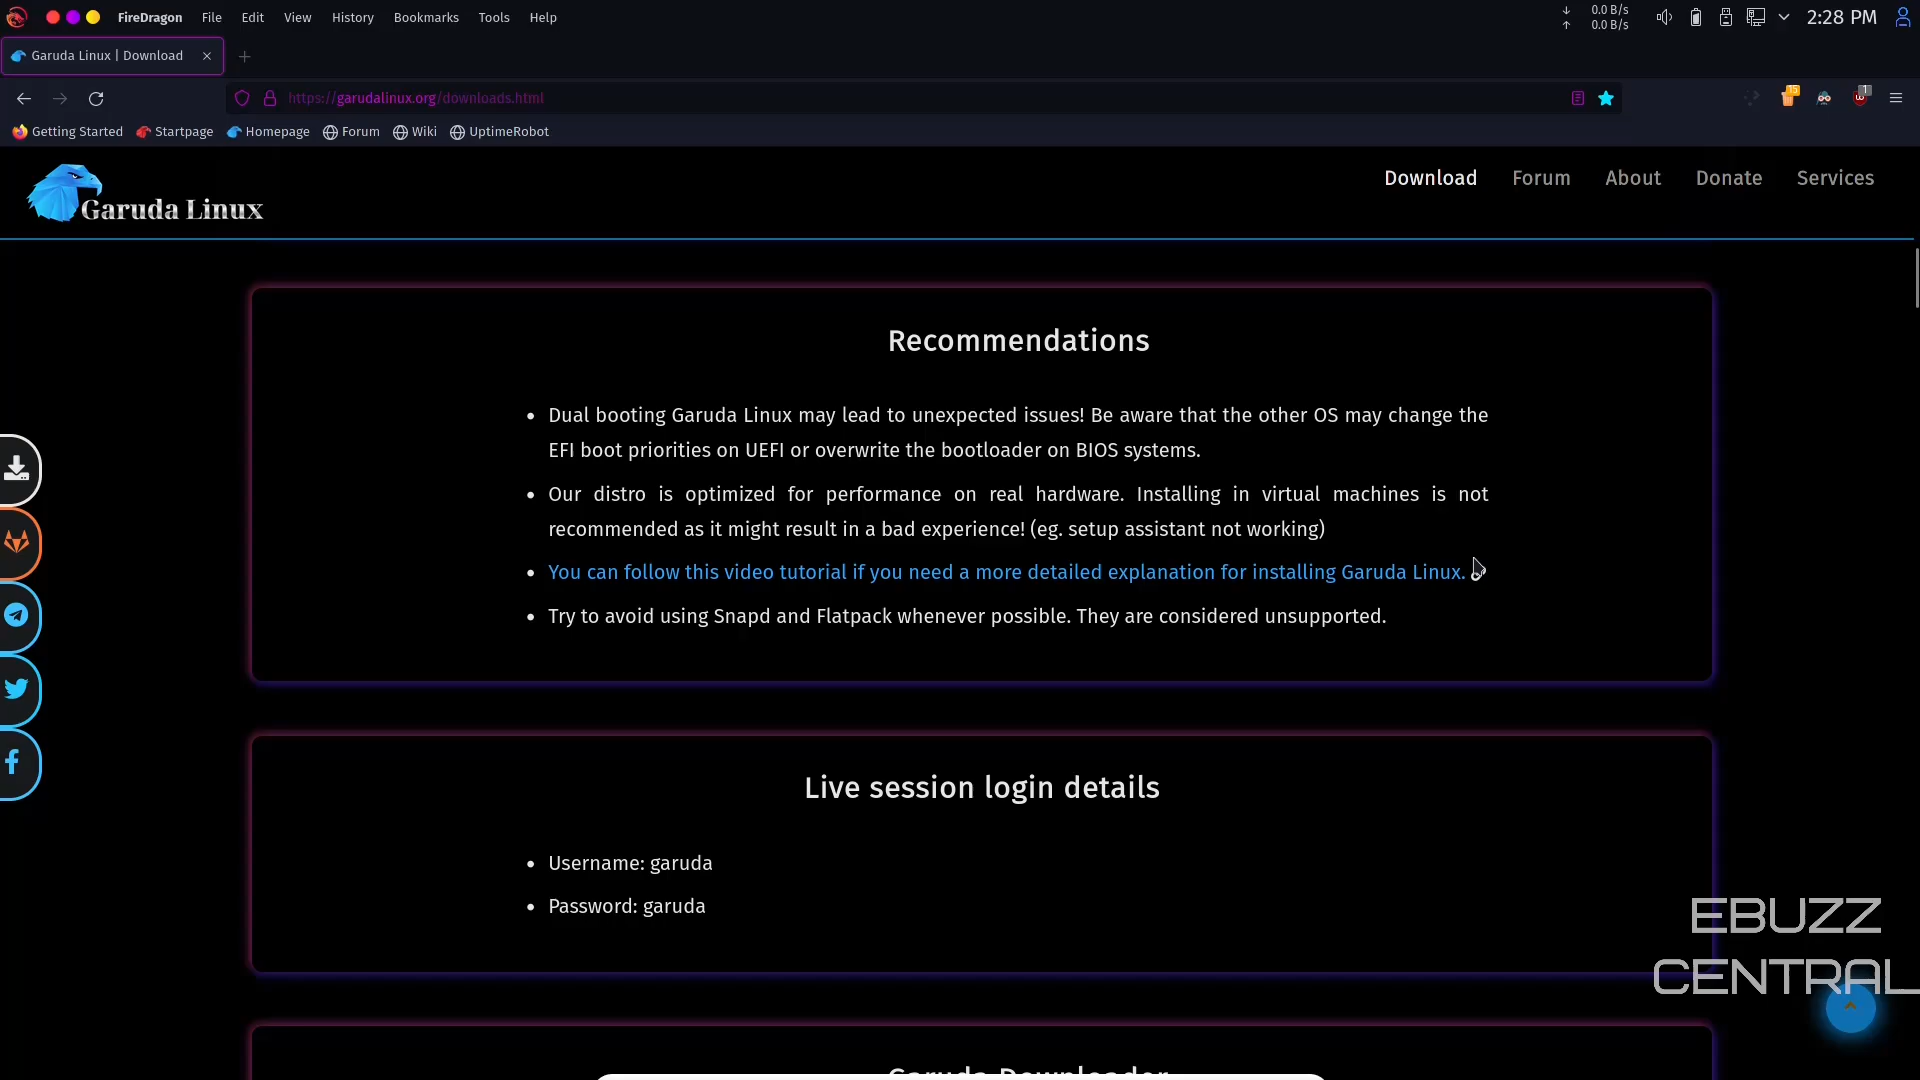 FireDragon File Edit View History Bookmarks Tools Help
0.0 B/s
0.0 B/s
2:28 PM
Garuda Linux | Download
https://garudalinux.org/downloads.html
15
1
Getting Started Startpage Homepage Forum Wiki UptimeRobot
Garuda Linux
Download Forum About Donate Services
Recommendations
• Dual booting Garuda Linux may lead to unexpected issues! Be aware that the other OS may change the
EFI boot priorities on UEFI or overwrite the bootloader on BIOS systems.
• Our distro is optimized for performance on real hardware. Installing in virtual machines is not
recommended as it might result in a bad experience! (eg. setup assistant not working)
• You can follow this video tutorial if you need a more detailed explanation for installing Garuda Linux.
• Try to avoid using Snapd and Flatpack whenever possible. They are considered unsupported.
Live session login details
• Username: garuda
• Password: garuda
Garuda Downloader
EBUZZ
CENTRAL